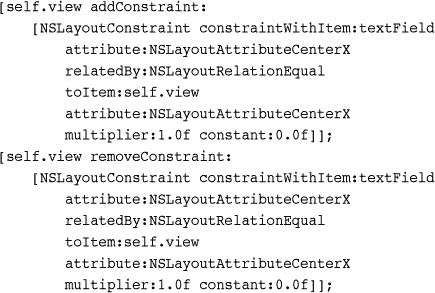 [self.view addConstraint:
    [NSLayoutConstraint constraintWithItem:textField
        attribute:NSLayoutAttributeCenterX
        relatedBy:NSLayoutRelationEqual
        toItem:self.view
        attribute:NSLayoutAttributeCenterX
        multiplier:1.0f constant:0.0f]];
[self.view removeConstraint:
    [NSLayoutConstraint constraintWithItem:textField
        attribute:NSLayoutAttributeCenterX
        relatedBy:NSLayoutRelationEqual
        toItem:self.view
        attribute:NSLayoutAttributeCenterX
        multiplier:1.0f constant:0.0f]];